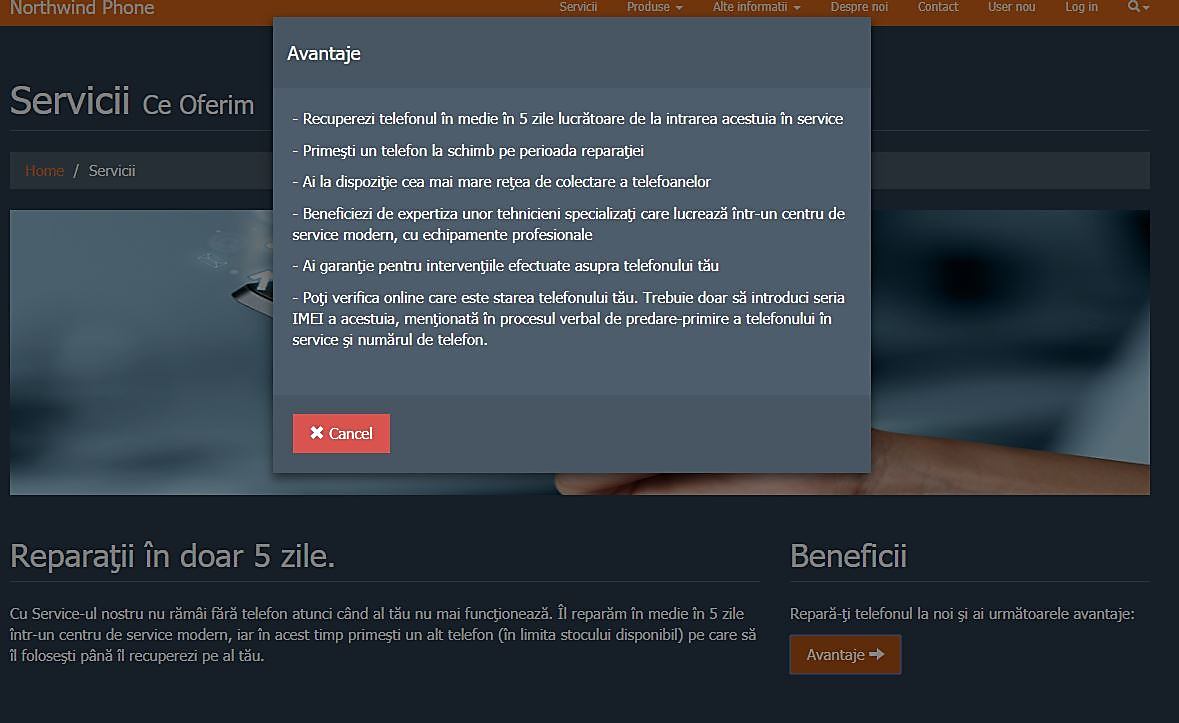 Northwind Phone
Servicii Produse Alte informatii Despre noi Contact User nou Log in
Avantaje
Servicii Ce Oferim
- Recuperezi telefonul în medie în 5 zile lucrătoare de la intrarea acestuia în service
- Primeşti un telefon la schimb pe perioada reparaţiei
Home / Servicii
- Ai la dispoziţie cea mai mare reţea de colectare a telefoanelor
- Beneficiezi de expertiza unor tehnicieni specializaţi care lucrează într-un centru de
service modern, cu echipamente profesionale
- Ai garanţie pentru intervenţiile efectuate asupra telefonului tău
- Poţi verifica online care este starea telefonului tău. Trebuie doar să introduci seria
IMEI a acestuia, menţionată în procesul verbal de predare-primire a telefonului în
service şi numărul de telefon.
Cancel
Reparaţii în doar 5 zile.
Cu Service-ul nostru nu rămâi fără telefon atunci când al tău nu mai funcţionează. Îl reparăm în medie în 5 zile
într-un centru de service modern, iar în acest timp primeşti un alt telefon (în limita stocului disponibil) pe care să
îl foloseşti până îl recuperezi pe al tău.
Beneficii
Repară-ţi telefonul la noi şi ai următoarele avantaje:
Avantaje